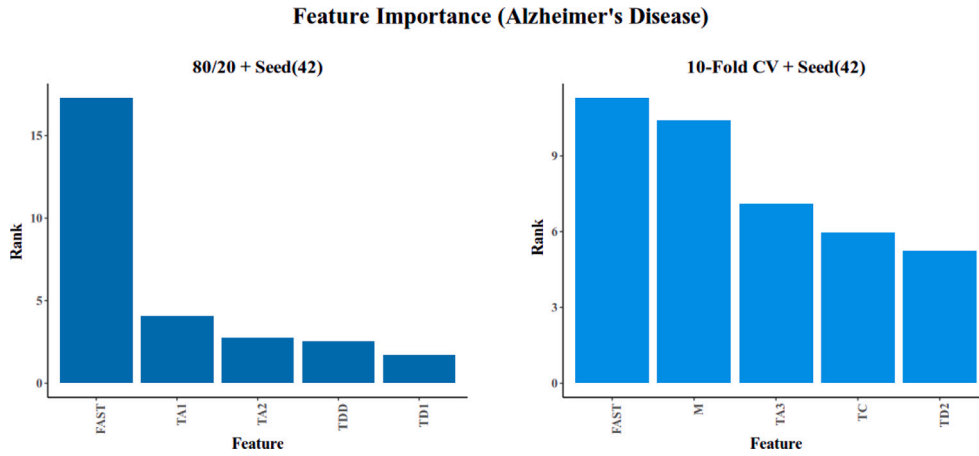 Feature Importance (Alzheimer's Disease)
80/20 + Seed(42)
Rank
15
10
5
0
FAST
TA1
TA2
TDD
TD1
Feature
10-Fold CV + Seed(42)
Rank
9
6
3
0
FAST
M
TA3
TC
TD2
Feature